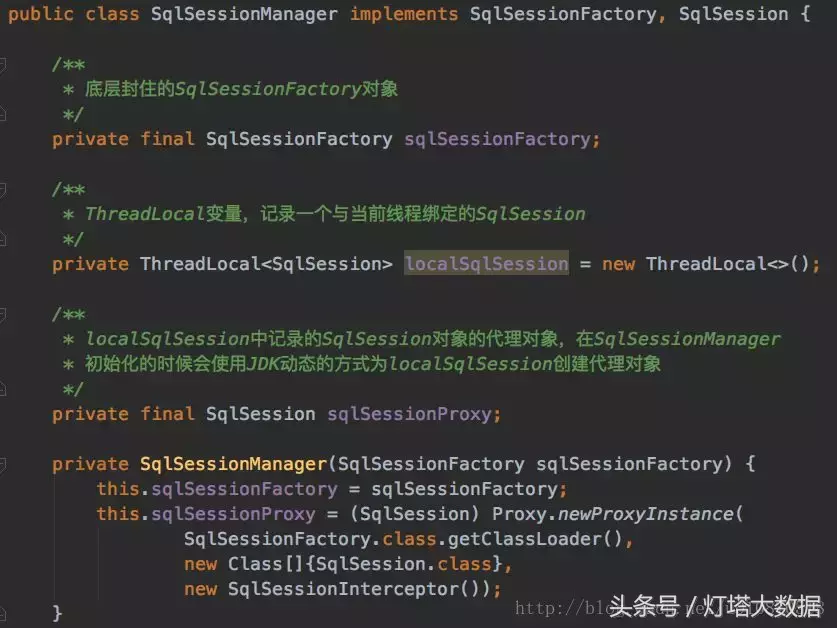 public class SqlSessionManager implements SqlSessionFactory, SqlSession {
/**
* 底层封住的SqlSessionFactory对象
*/
private final SqlSessionFactory sqlSessionFactory;
/**
* ThreadLocal变量，记录一个与当前线程绑定的SqlSession
*/
private ThreadLocal<SqlSession> localSqlSession = new ThreadLocal<>();
/**
* localSqlSession中记录的SqlSession对象的代理对象，在SqlSessionManager
* 初始化的时候会使用JDK动态的方式为localSqlSession创建代理对象
*/
private final SqlSession sqlSessionProxy;
private SqlSessionManager(SqlSessionFactory sqlSessionFactory) {
this.sqlSessionFactory = sqlSessionFactory;
this.sqlSessionProxy = (SqlSession) Proxy.newProxyInstance(
SqlSessionFactory.class.getClassLoader(),
new Class[]{SqlSession.class},
new SqlSessionInterceptor());
}
头条号 / 灯塔大数据